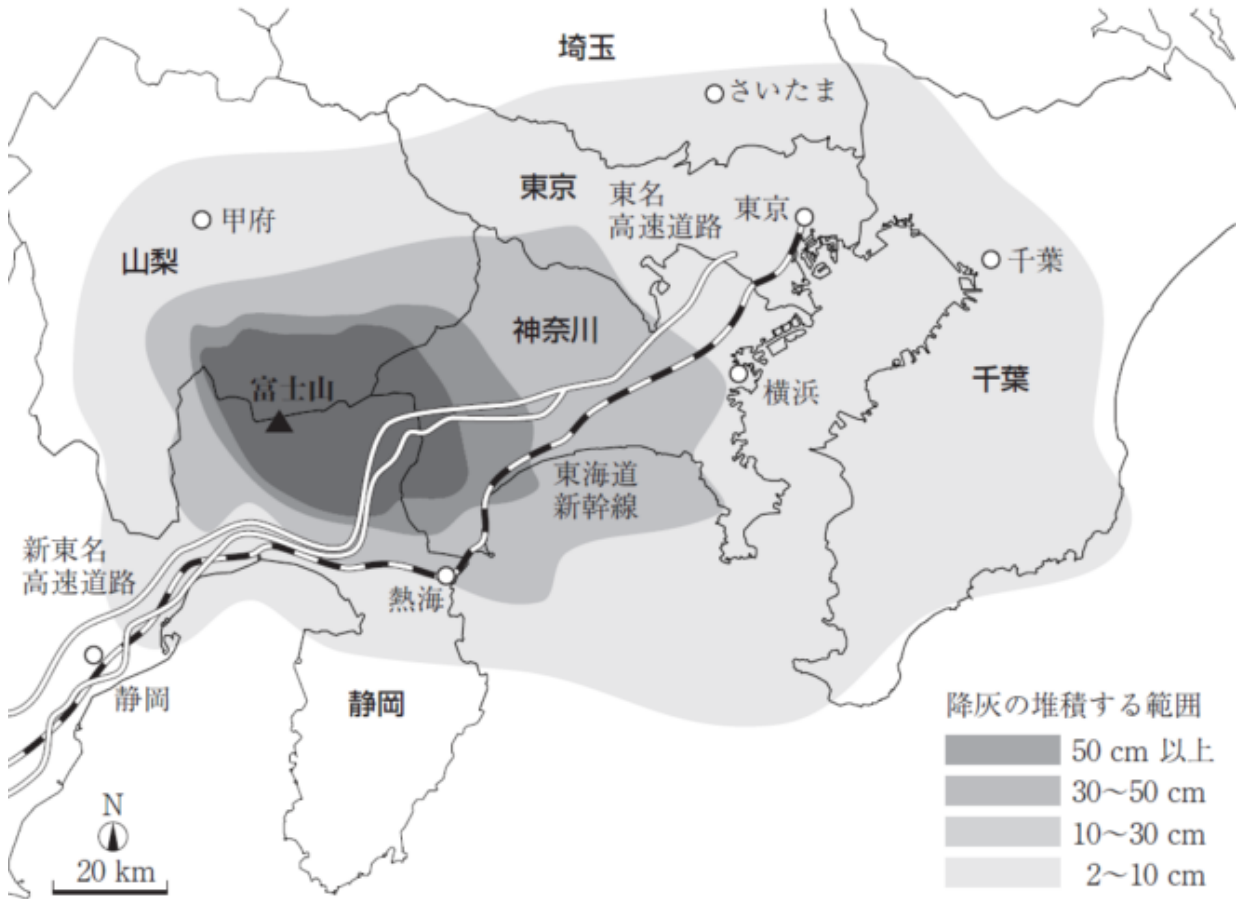 埼玉
さいたま
東京
東名
高速道路
東京
甲府
山梨
千葉
神奈川
富士山
横浜
千葉
東海道
新幹線
新東名
高速道路
熱海
静岡
静岡
降灰の堆積する範囲
50 cm 以上
30〜50 cm
10〜30 cm
2〜10 cm
N
20 km